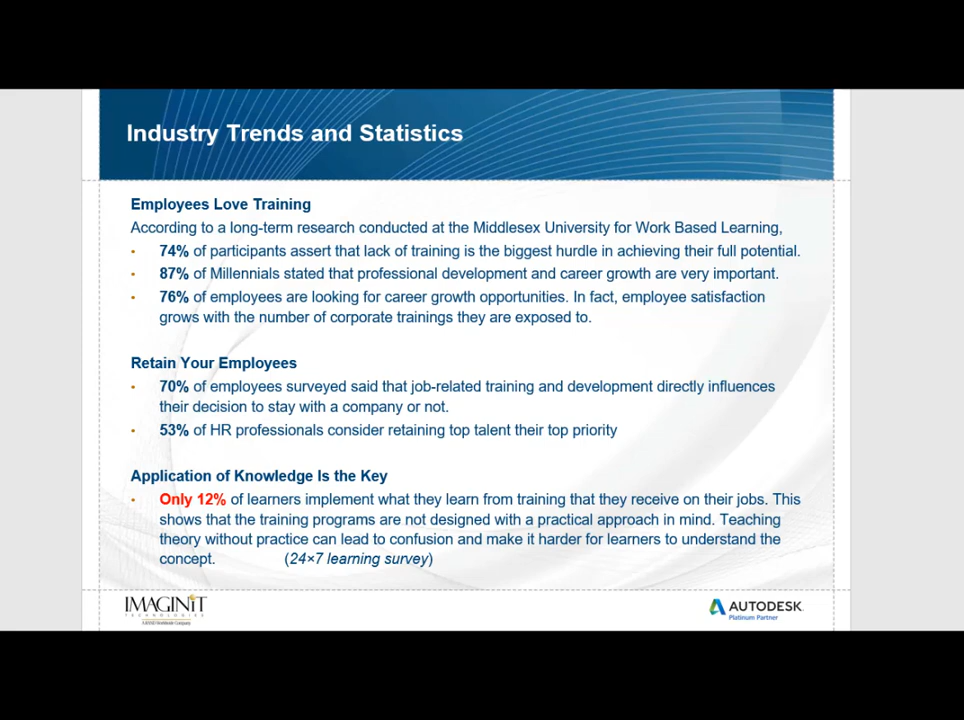 Industry Trends and Statistics
Employees Love Training
According to a long-term research conducted at the Middlesex University for Work Based Learning,
• 74% of participants assert that lack of training is the biggest hurdle in achieving their full potential.
• 87% of Millennials stated that professional development and career growth are very important.
• 76% of employees are looking for career growth opportunities. In fact, employee satisfaction
grows with the number of corporate trainings they are exposed to.
Retain Your Employees
• 70% of employees surveyed said that job-related training and development directly influences
their decision to stay with a company or not.
• 53% of HR professionals consider retaining top talent their top priority
Application of Knowledge Is the Key
• Only 12% of learners implement what they learn from training that they receive on their jobs. This
shows that the training programs are not designed with a practical approach in mind. Teaching
theory without practice can lead to confusion and make it harder for learners to understand the
concept. (24×7 learning survey)
IMAGINiT
TECHNOLOGIES
AUTODESK
Platinum Partner